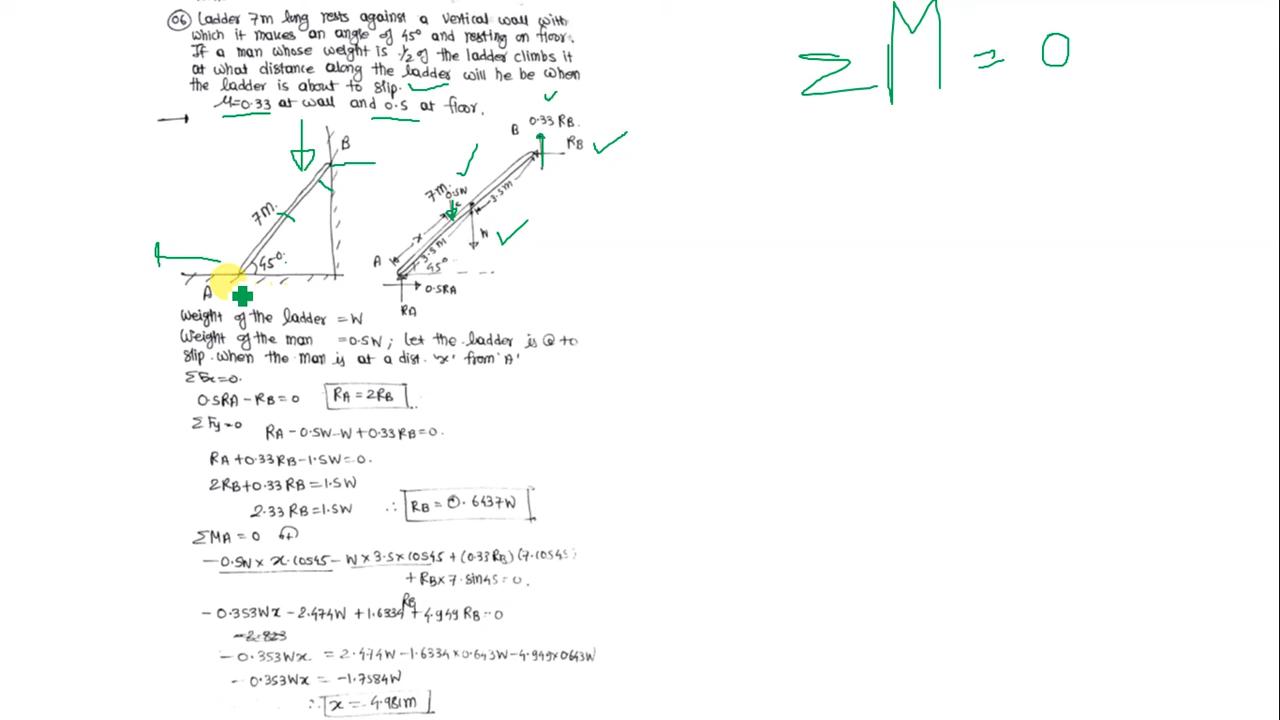 06 Ladder 7m long rests against a vertical wall with
which it makes an angle of 45° and resting on floor.
If a man whose weight is 1/2 of the ladder climbs it
at what distance along the ladder will he be when
the ladder is about to slip.
μ=0.33 at wall and 0.5 at floor.
ΣM = 0
B
7m.
45°
A
B 0.33 RB.
RB
7m.
0.5W
3.5m
x
W
3.5m
A
45°
0.5RA
RA
Weight of the ladder = W
Weight of the man = 0.5W; let the ladder is @ to
slip. when the man is at a dist. 'x' from 'A'
ΣFx=0.
0.5RA - RB = 0 RA = 2RB
ΣFy=0 RA - 0.5W - W + 0.33RB = 0.
RA + 0.33RB - 1.5W = 0.
2RB + 0.33RB = 1.5W
2.33RB = 1.5W ∴ RB = 0.6437W
ΣMA = 0
- 0.5W × x.cos45 - W × 3.5 × cos45 + (0.33RB)(7.cos45)
+ RB × 7.sin45 = 0.
- 0.353Wx - 2.474W + 1.6334 RB + 4.949 RB = 0
- 0.353Wx = 2.474W - 1.6334 × 0.643W - 4.949 × 0.643W
- 0.353Wx = - 1.7584W
∴ x = 4.981m